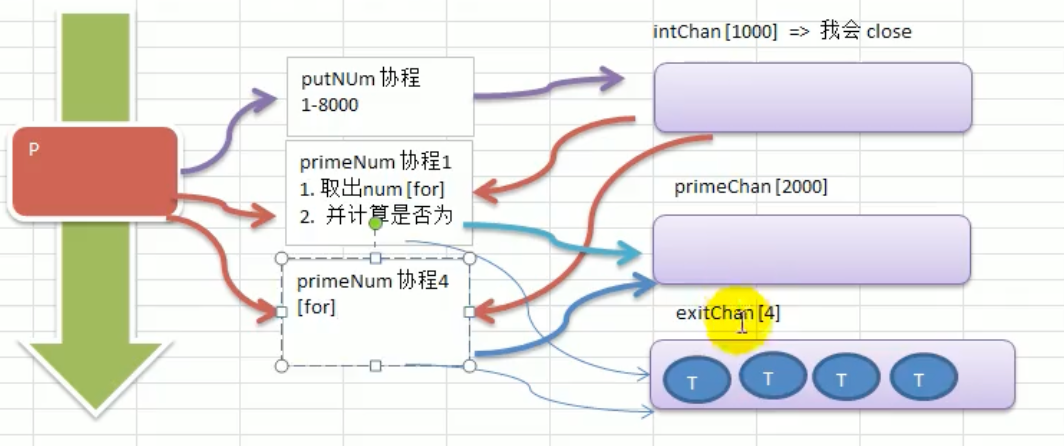 intChan [1000] => 我会 close
putNUm 协程
1-8000
P
primeNum 协程1
1. 取出num [for]
2. 并计算是否为
primeChan [2000]
primeNum 协程4
[for]
exitChan [4]
T T T T